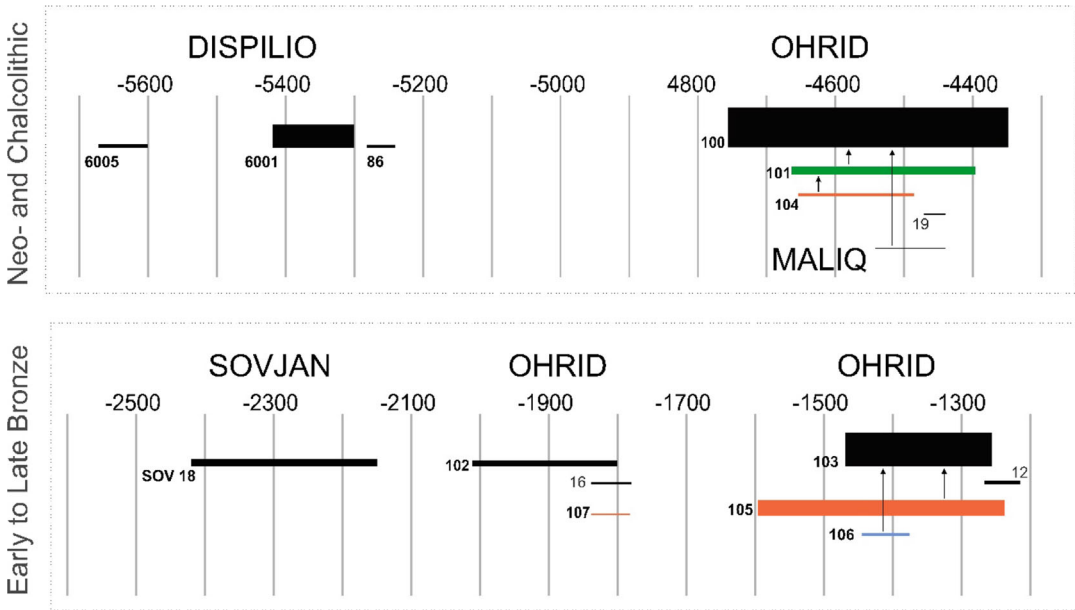 Neo- and Chalcolithic
DISPILIO OHRID
-5600 -5400 -5200 -5000 4800 -4600 -4400
6005 6001 86 100
101
104
19
MALIQ
Early to Late Bronze
SOVJAN OHRID OHRID
-2500 -2300 -2100 -1900 -1700 -1500 -1300
SOV 18 102 103 12
16
107 105
106